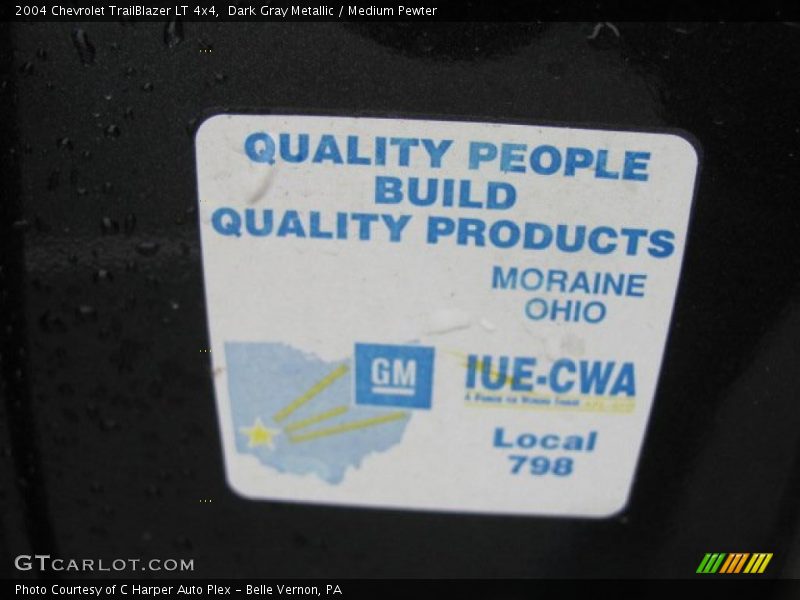 2004 Chevrolet TrailBlazer LT 4x4, Dark Gray Metallic / Medium Pewter
QUALITY PEOPLE
BUILD
QUALITY PRODUCTS
MORAINE
OHIO
GM
IUE-CWA
Local
798
GTCARLOT.COM
Photo Courtesy of C Harper Auto Plex - Belle Vernon, PA